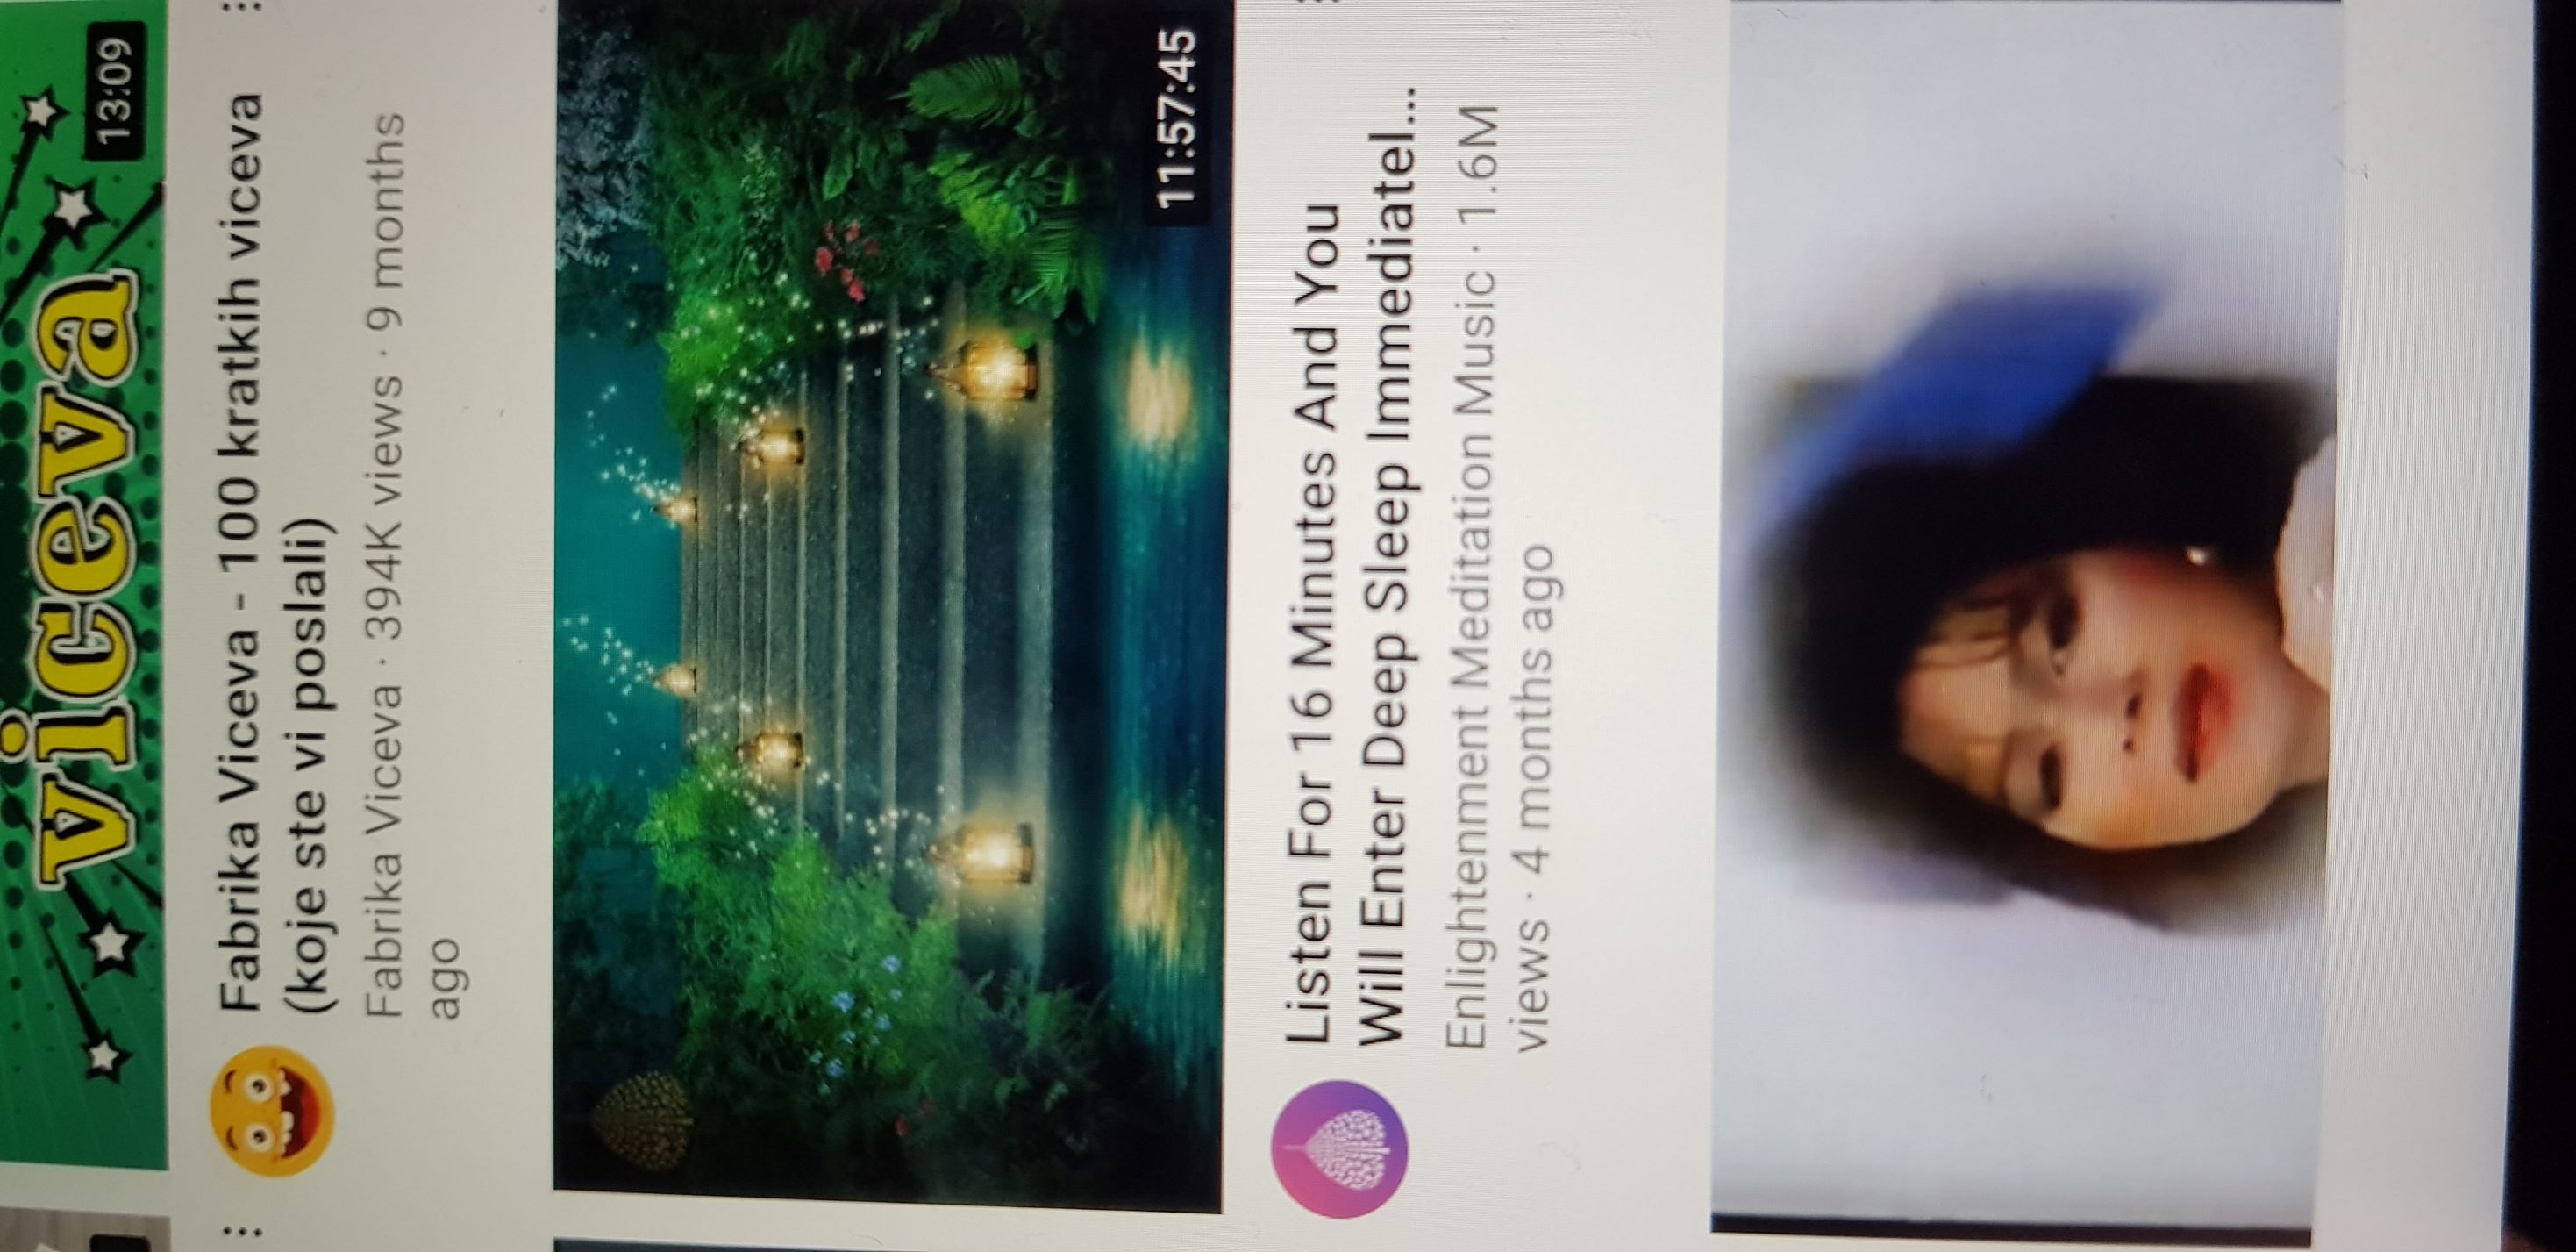 viceva
13:09
Fabrika Viceva - 100 kratkih viceva
(koje ste vi poslali)
Fabrika Viceva · 394K views · 9 months
ago
11:57:45
Listen For 16 Minutes And You
Will Enter Deep Sleep Immediatel...
Enlightenment Meditation Music · 1.6M
views · 4 months ago